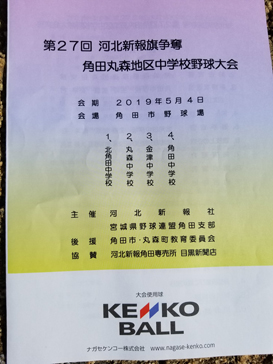 第27回 河北新報旗争奪
角田丸森地区中学校野球大会
会期 2019年5月4日
会場 角田市野球場
1、北角田中学校
2、丸森中学校
3、金津中学校
4、角田中学校
主催 河北新報社
宮城県野球連盟角田支部
後援 角田市・丸森町教育委員会
協賛 河北新報角田専売所 目黒新聞店
大会使用球
KENKO
BALL
ナガセケンコー株式会社 www.nagase-kenko.com